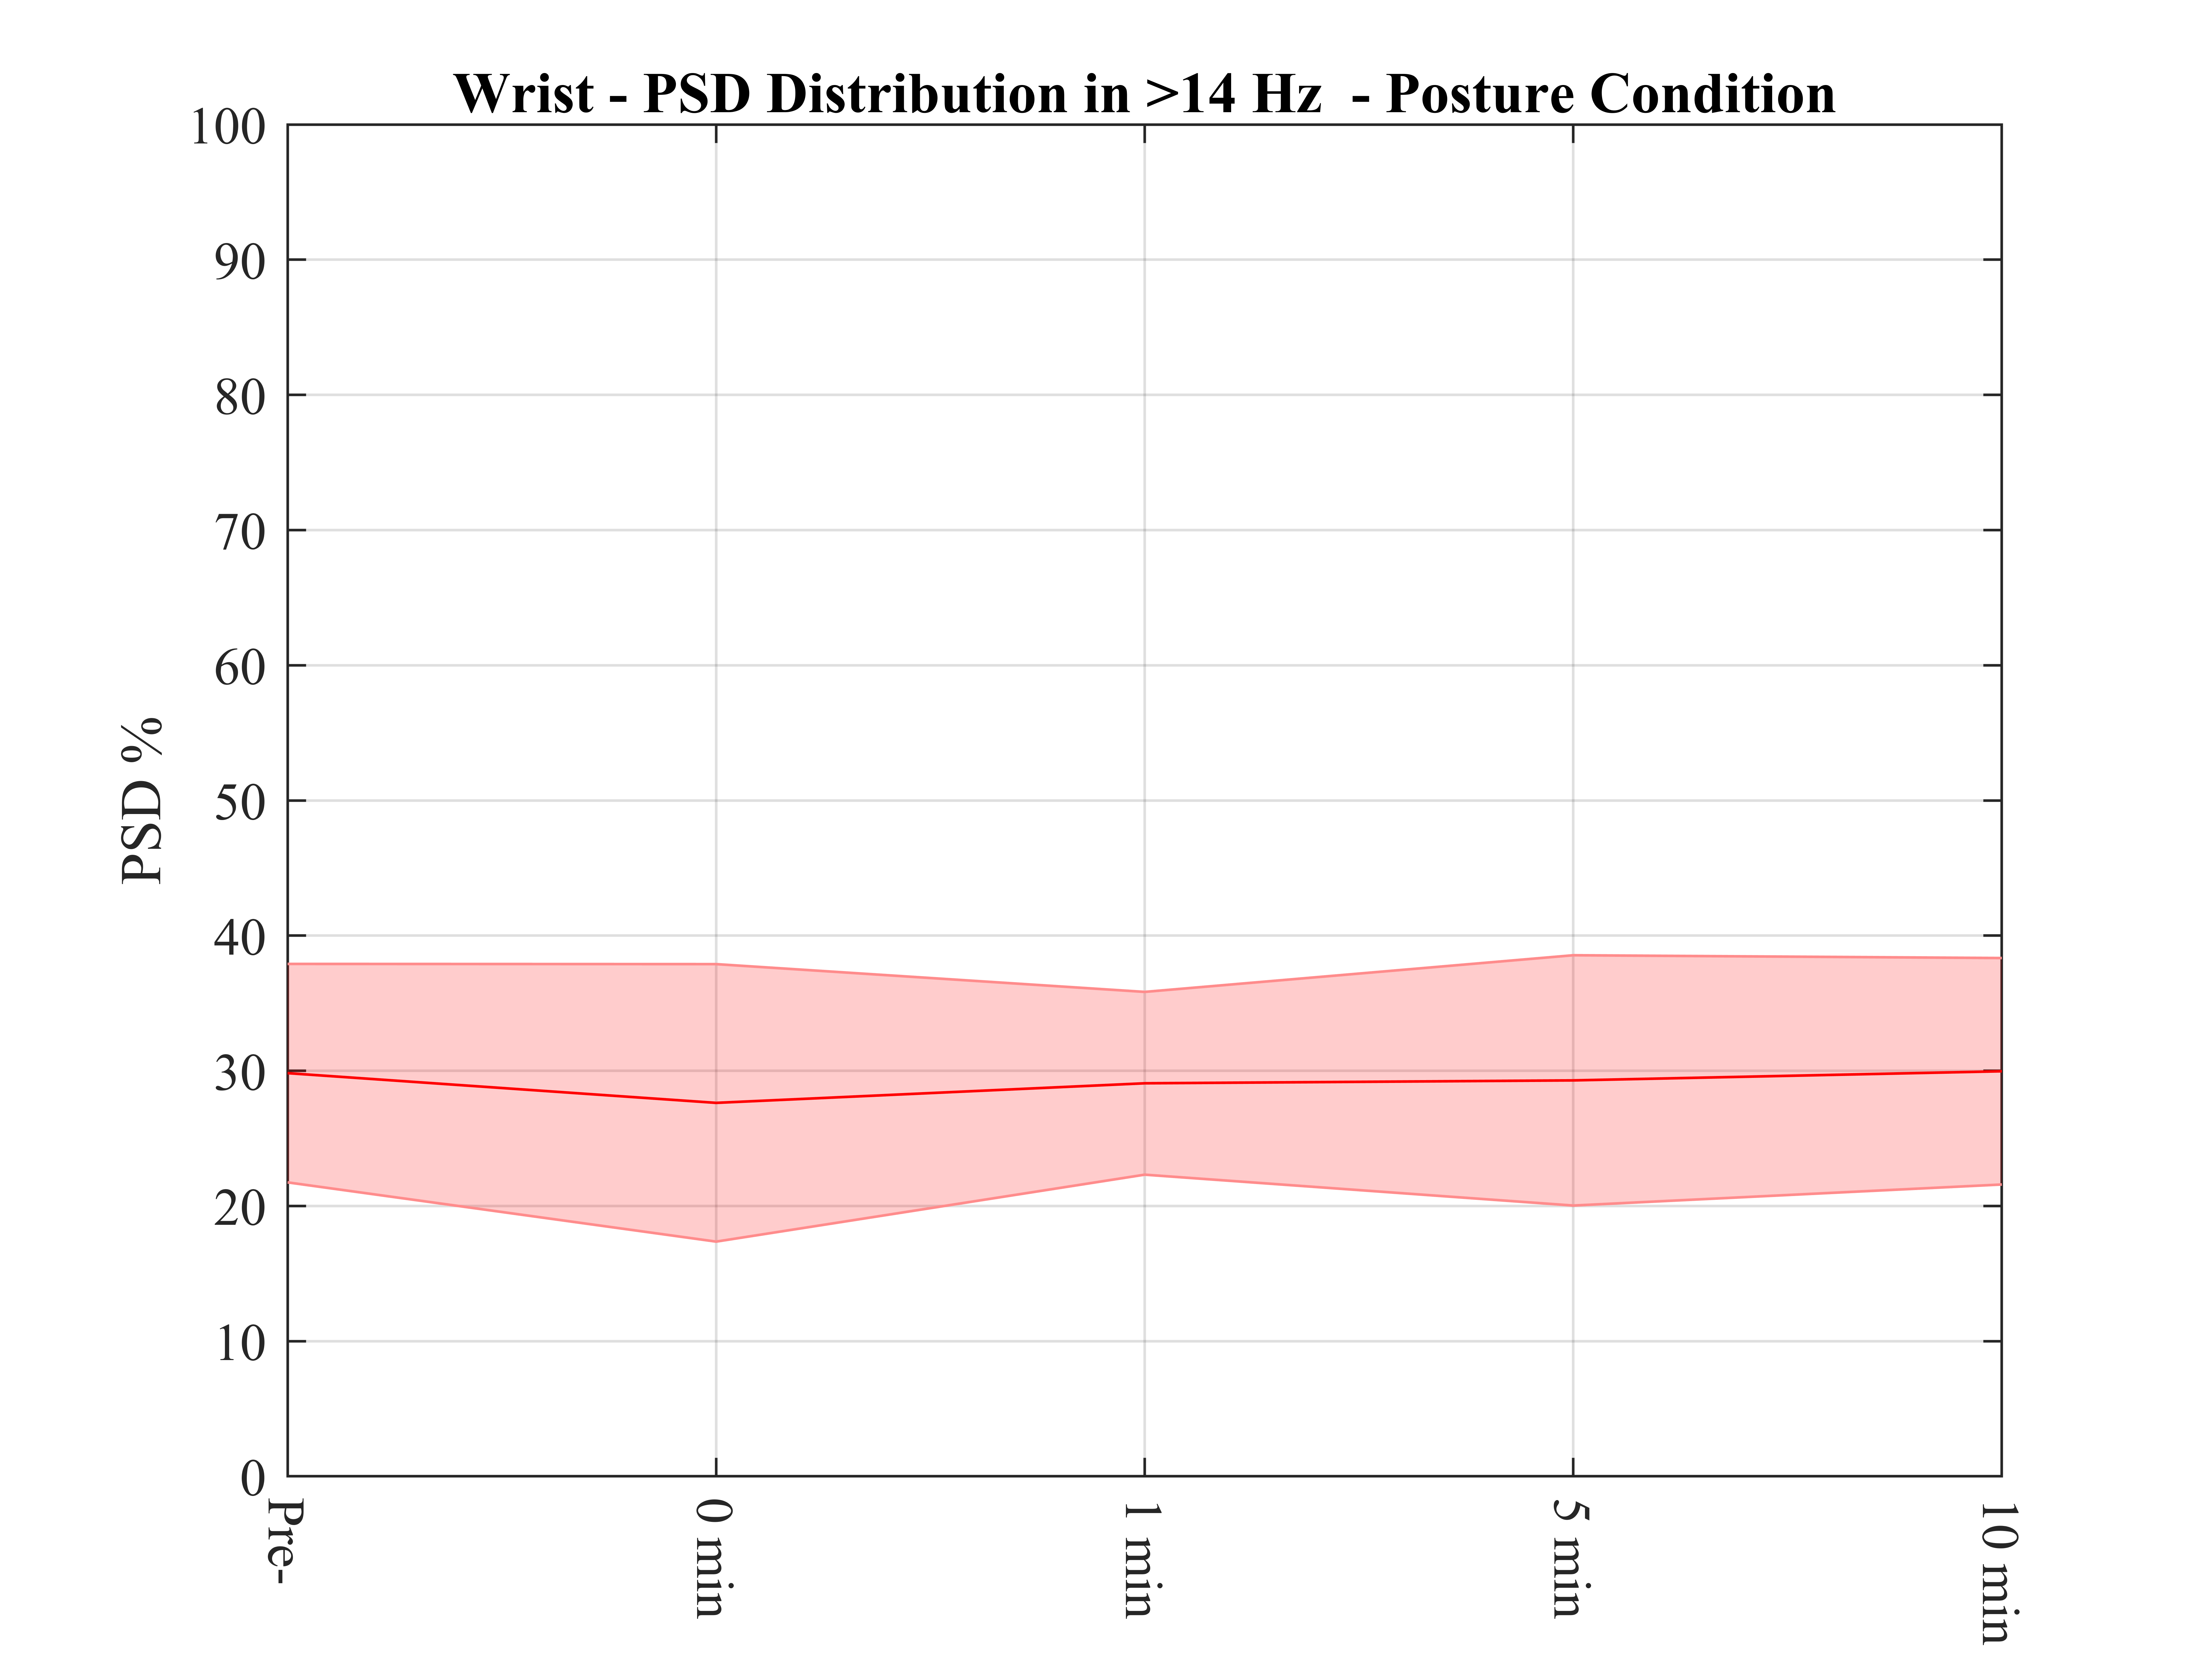 Wrist - PSD Distribution in >14 Hz - Posture Condition
100
90
80
70
60
50
40
30
20
10
0
PSD %
Pre-
0 min
1 min
5 min
10 min